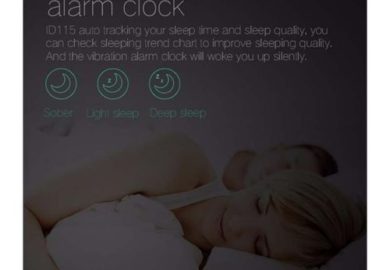 alarm clock
ID115 auto tracking your sleep time and sleep quality, you
can check sleeping trend chart to improve sleeping quality.
And the vibration alarm clock will woke you up silently.
Sober Light sleep Deep sleep